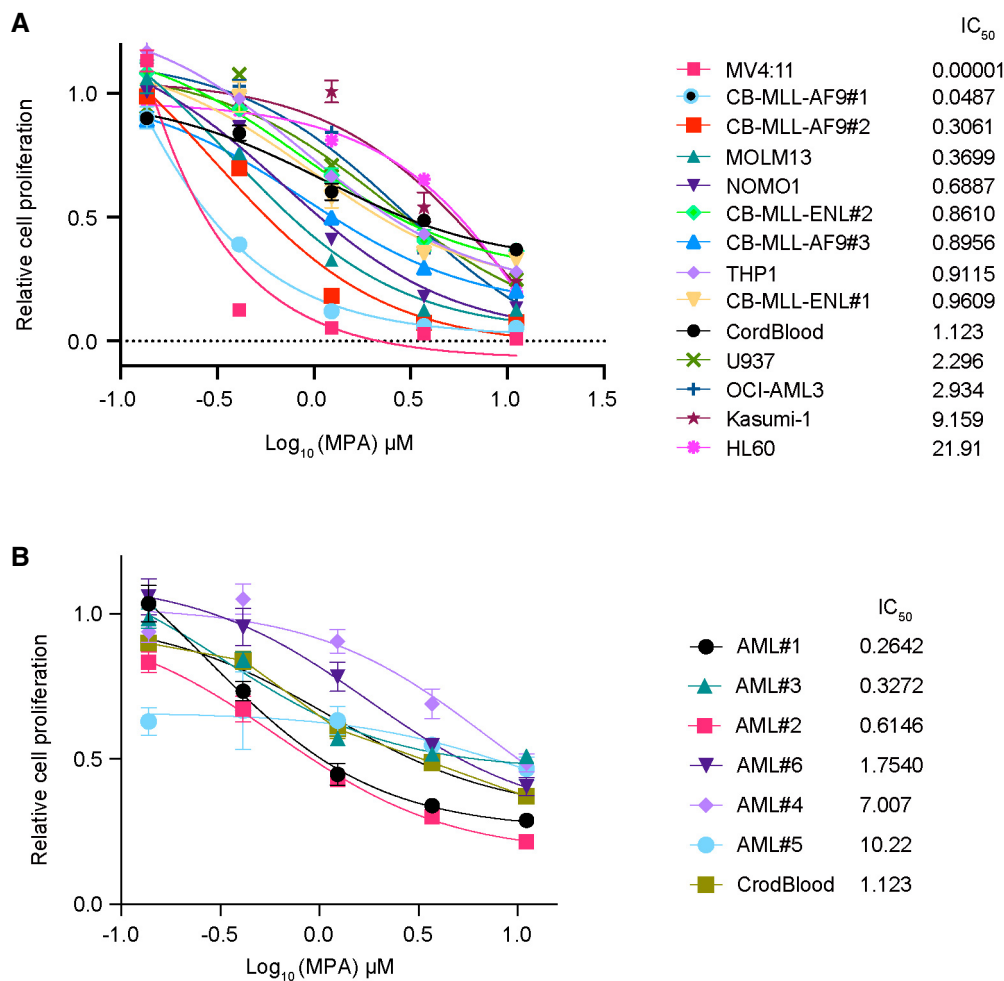 A
IC50
Relative cell proliferation
1.0
0.5
0.0
-1.0 -0.5 0.0 0.5 1.0 1.5
Log10 (MPA) µM
MV4:11 0.00001
CB-MLL-AF9#1 0.0487
CB-MLL-AF9#2 0.3061
MOLM13 0.3699
NOMO1 0.6887
CB-MLL-ENL#2 0.8610
CB-MLL-AF9#3 0.8956
THP1 0.9115
CB-MLL-ENL#1 0.9609
CordBlood 1.123
U937 2.296
OCI-AML3 2.934
Kasumi-1 9.159
HL60 21.91
B
IC50
Relative cell proliferation
1.0
0.5
0.0
-1.0 -0.5 0.0 0.5 1.0
Log10 (MPA) µM
AML#1 0.2642
AML#3 0.3272
AML#2 0.6146
AML#6 1.7540
AML#4 7.007
AML#5 10.22
CrodBlood 1.123